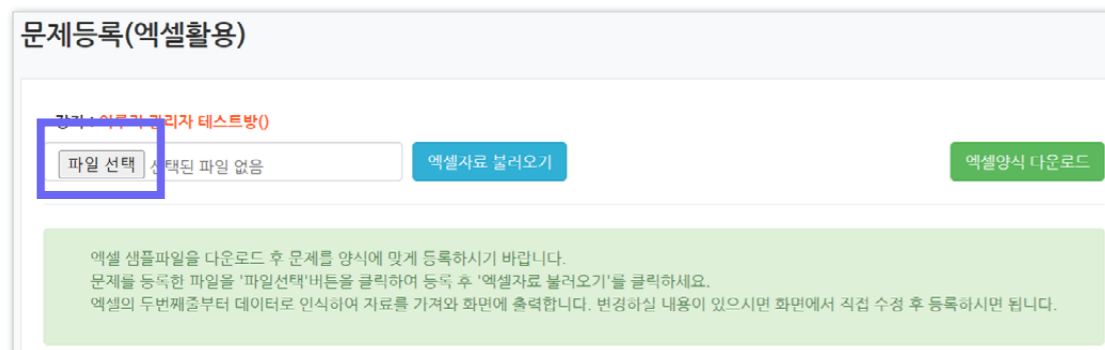 문제등록(엑셀활용)
관리자 테스트방()
파일 선택 선택된 파일 없음
엑셀자료 불러오기
엑셀양식 다운로드
엑셀 샘플파일을 다운로드 후 문제를 양식에 맞게 등록하시기 바랍니다.
문제를 등록한 파일을 '파일선택'버튼을 클릭하여 등록 후 '엑셀자료 불러오기'를 클릭하세요.
엑셀의 두번째줄부터 데이터로 인식하여 자료를 가져와 화면에 출력합니다. 변경하실 내용이 있으시면 화면에서 직접 수정 후 등록하시면 됩니다.